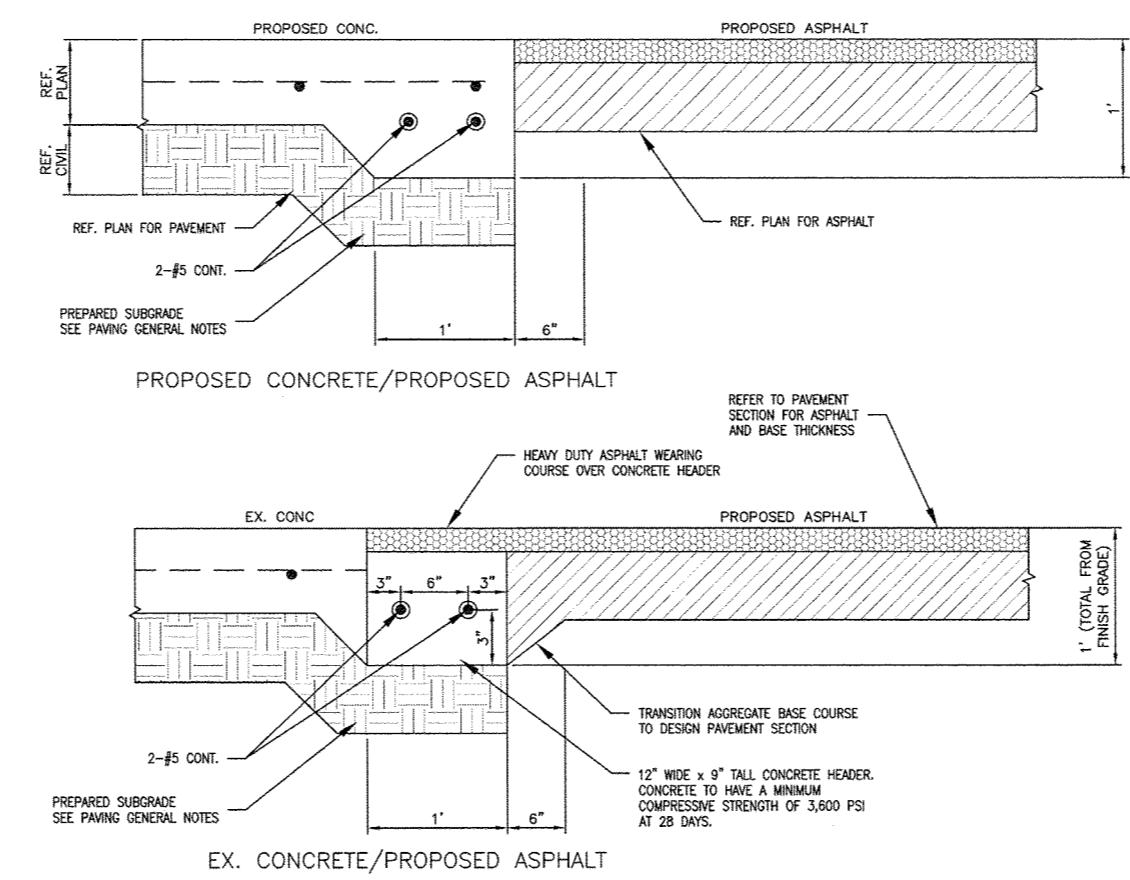 PROPOSED CONC.
PROPOSED ASPHALT
REF.
PLAN
REF.
CIVIL
1'
REF. PLAN FOR PAVEMENT
REF. PLAN FOR ASPHALT
2-#5 CONT.
PREPARED SUBGRADE
SEE PAVING GENERAL NOTES
1'
6"
PROPOSED CONCRETE/PROPOSED ASPHALT
REFER TO PAVEMENT
SECTION FOR ASPHALT
AND BASE THICKNESS
HEAVY DUTY ASPHALT WEARING
COURSE OVER CONCRETE HEADER
EX. CONC
PROPOSED ASPHALT
3"
6"
3"
3"
1' (TOTAL FROM
FINISH GRADE)
TRANSITION AGGREGATE BASE COURSE
TO DESIGN PAVEMENT SECTION
2-#5 CONT.
12" WIDE x 9" TALL CONCRETE HEADER.
CONCRETE TO HAVE A MINIMUM
COMPRESSIVE STRENGTH OF 3,600 PSI
AT 28 DAYS.
PREPARED SUBGRADE
SEE PAVING GENERAL NOTES
1'
6"
EX. CONCRETE/PROPOSED ASPHALT